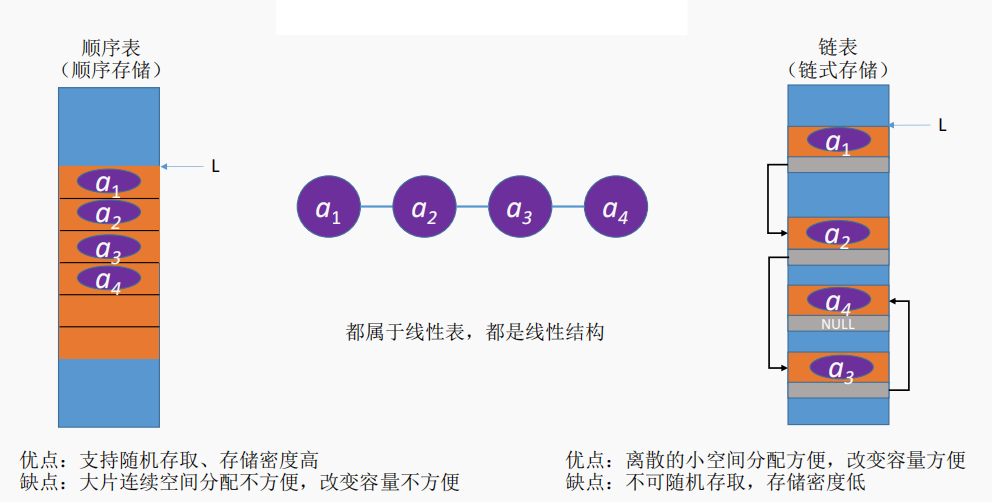 顺序表
（顺序存储）
L
a1
a2
a3
a4
优点：支持随机存取、存储密度高
缺点：大片连续空间分配不方便，改变容量不方便
a1 a2 a3 a4
都属于线性表，都是线性结构
链表
（链式存储）
L
a1
a2
a4
NULL
a3
优点：离散的小空间分配方便，改变容量方便
缺点：不可随机存取，存储密度低